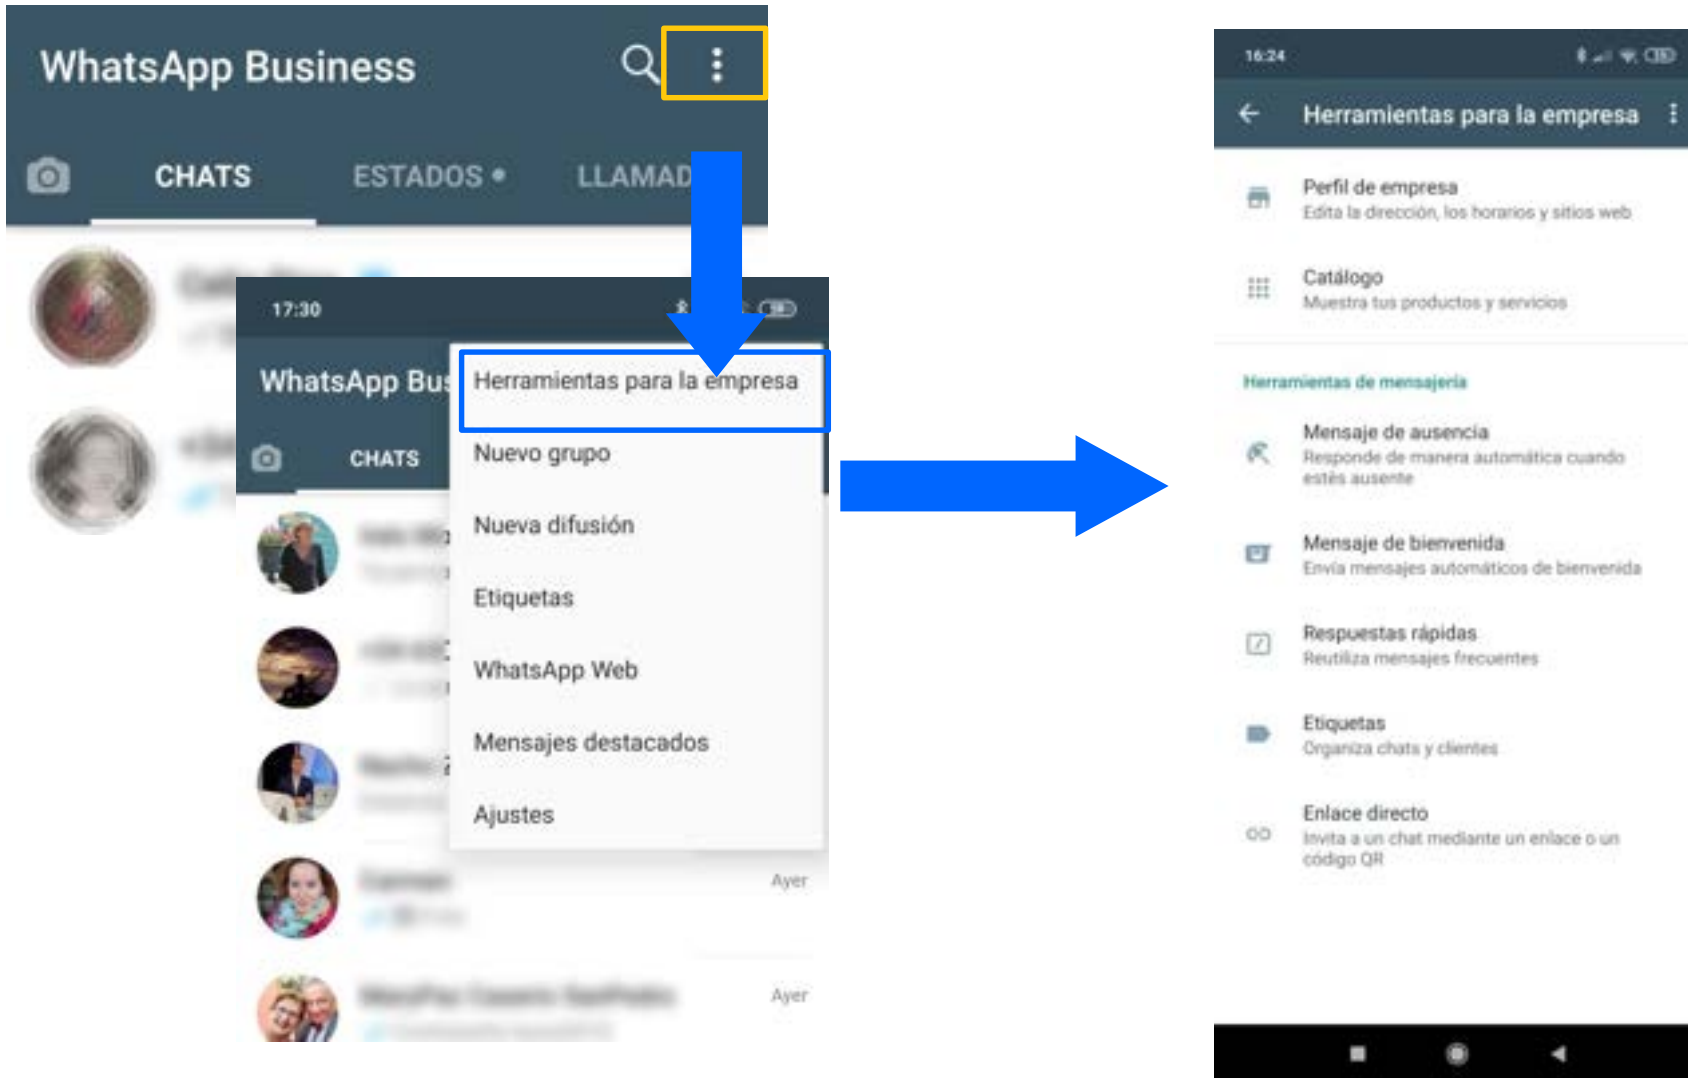 WhatsApp Business
CHATS
ESTADOS
LLAMAD
17:30
WhatsApp Bus
CHATS
Herramientas para la empresa
Nuevo grupo
Nueva difusión
Etiquetas
WhatsApp Web
Mensajes destacados
Ajustes
Ayer
Ayer
16:24
Herramientas para la empresa
Perfil de empresa
Edita la dirección, los horarios y sitios web
Catálogo
Muestra tus productos y servicios
Herramientas de mensajería
Mensaje de ausencia
Responde de manera automática cuando
estés ausente
Mensaje de bienvenida
Envía mensajes automáticos de bienvenida
Respuestas rápidas
Reutiliza mensajes frecuentes
Etiquetas
Organiza chats y clientes
Enlace directo
Invita a un chat mediante un enlace o un
código QR